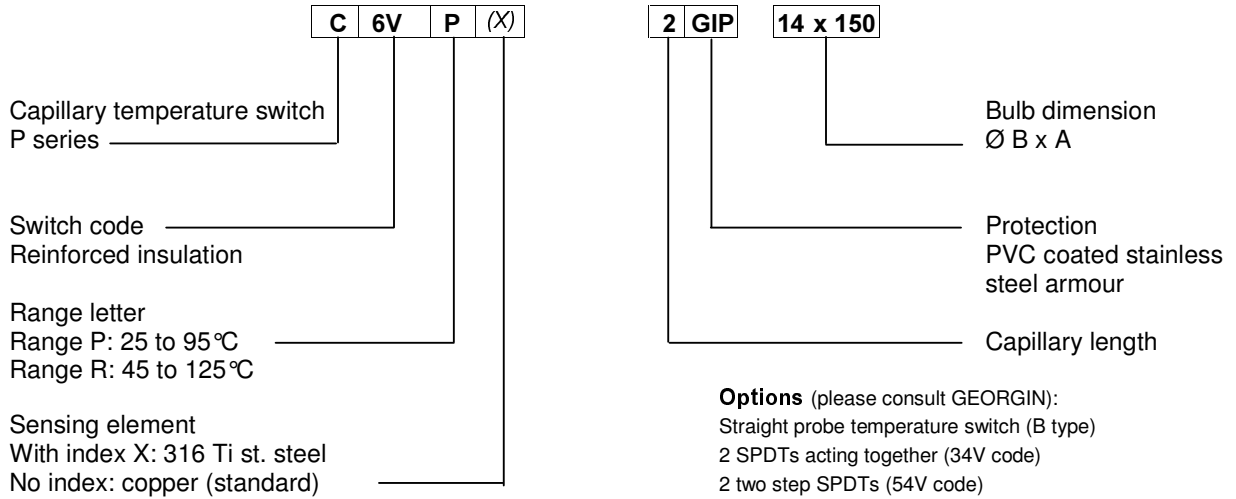 C 6V P (X) 2 GIP 14 x 150
Capillary temperature switch
P series
Bulb dimension
Ø B x A
Switch code
Reinforced insulation
Protection
PVC coated stainless
steel armour
Range letter
Range P: 25 to 95°C
Range R: 45 to 125°C
Capillary length
Sensing element
With index X: 316 Ti st. steel
No index: copper (standard)
Options (please consult GEORGIN):
Straight probe temperature switch (B type)
2 SPDTs acting together (34V code)
2 two step SPDTs (54V code)